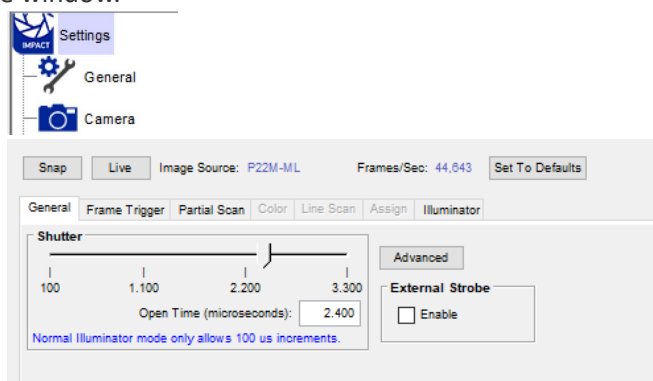 e window.
IMPACT Settings
General
Camera
Snap Live Image Source: P22M-ML Frames/Sec: 44,643 Set To Defaults
General Frame Trigger Partial Scan Color Line Scan Assign Illuminator
Shutter
Advanced
100 1.100 2.200 3.300
External Strobe
Open Time (microseconds): 2.400 Enable
Normal Illuminator mode only allows 100 us increments.